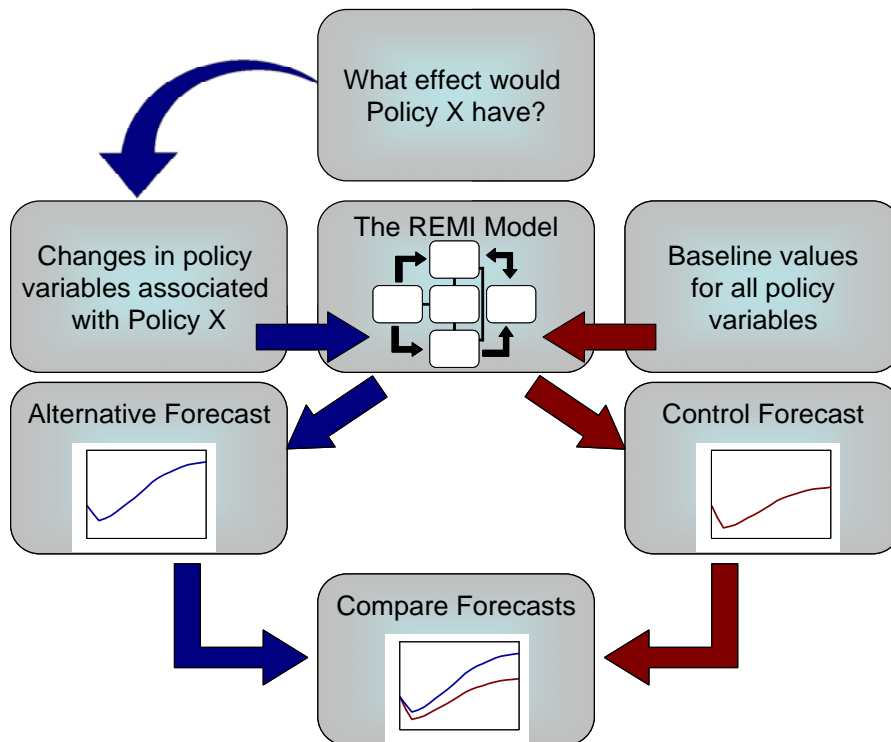 What effect would
Policy X have?
Changes in policy
variables associated
with Policy X
The REMI Model
Baseline values
for all policy
variables
Alternative Forecast
Control Forecast
Compare Forecasts